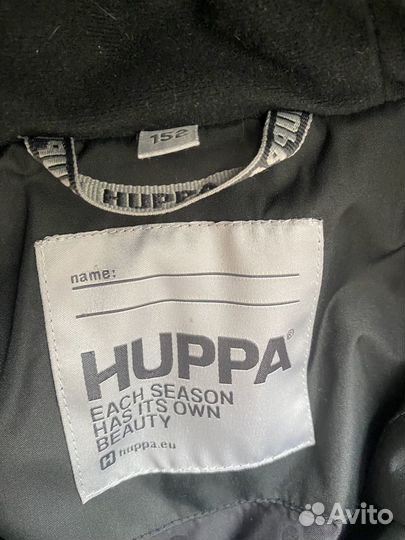 152
HUPPA
name:
HUPPA®
EACH SEASON
HAS ITS OWN
BEAUTY
H huppa.eu
Avito